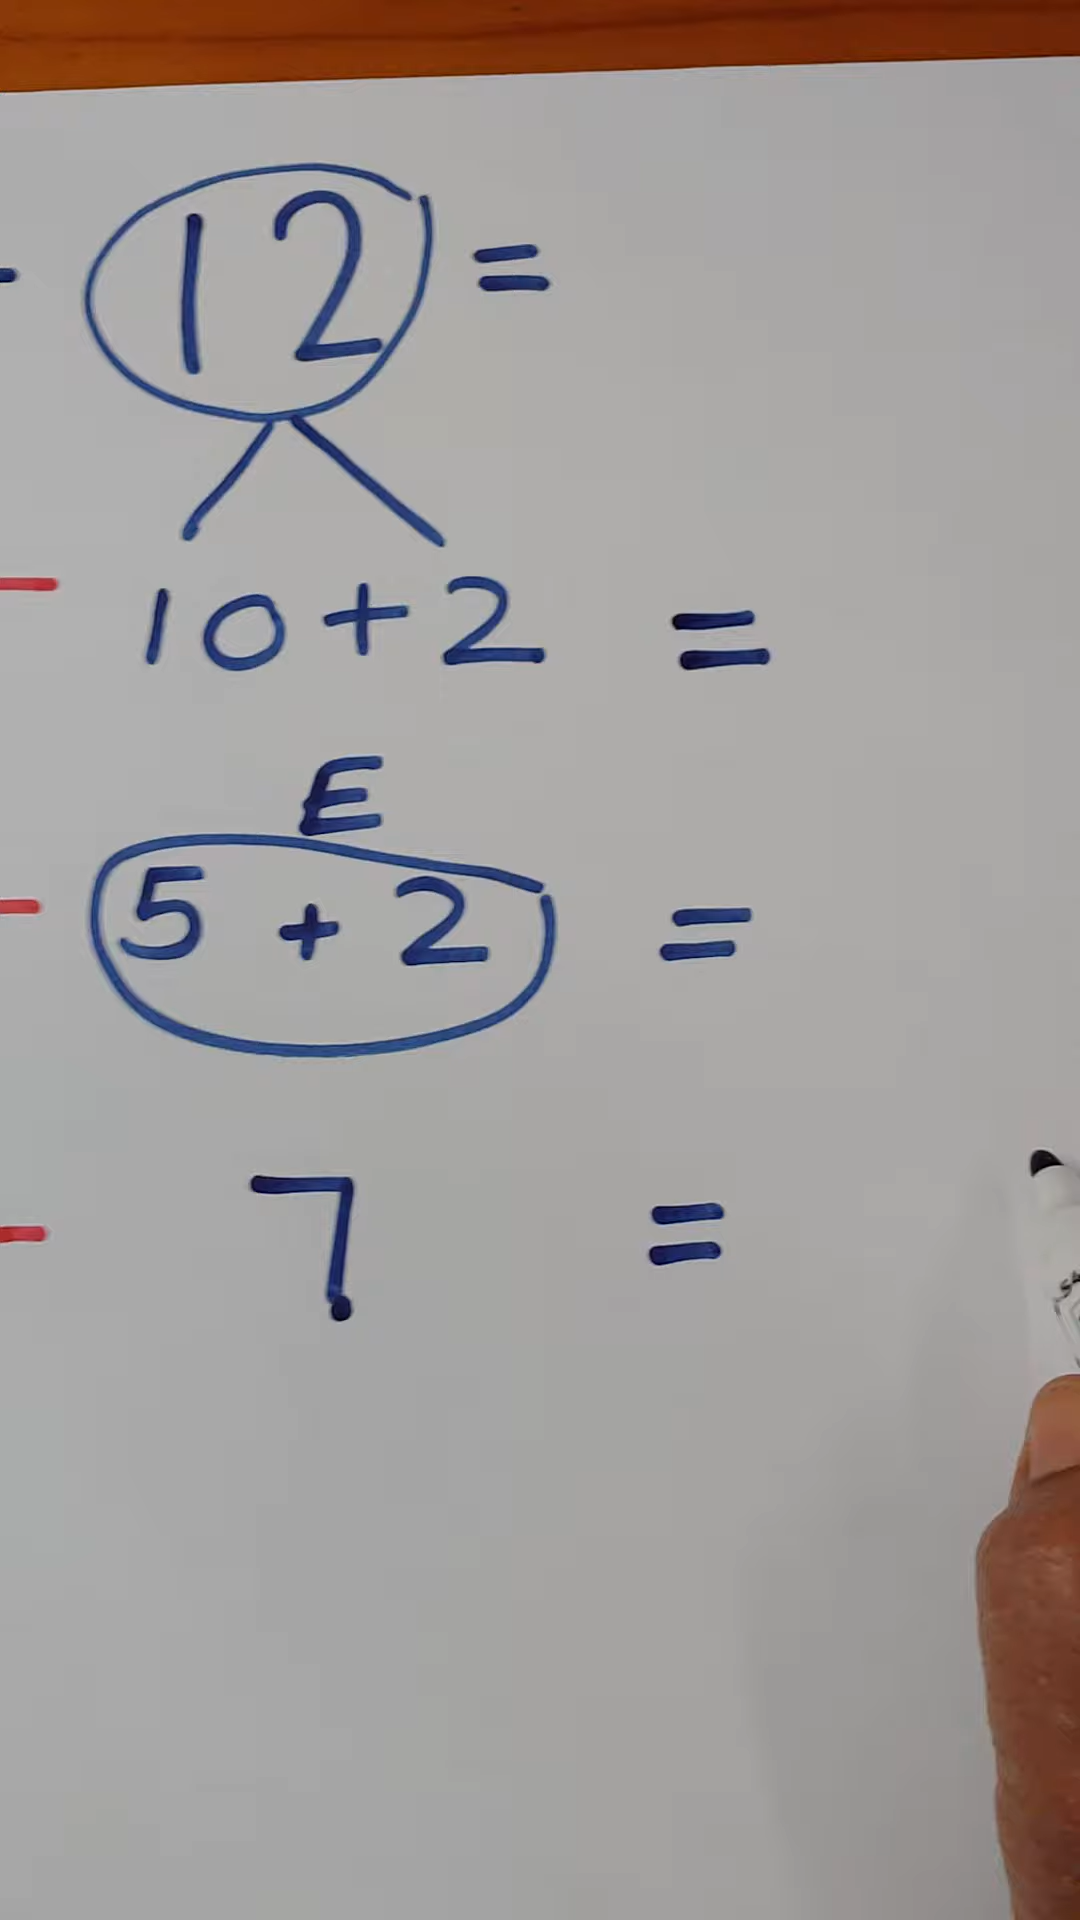 - 12 =
- 10 + 2 =
E
- 5 + 2 =
- 7 =